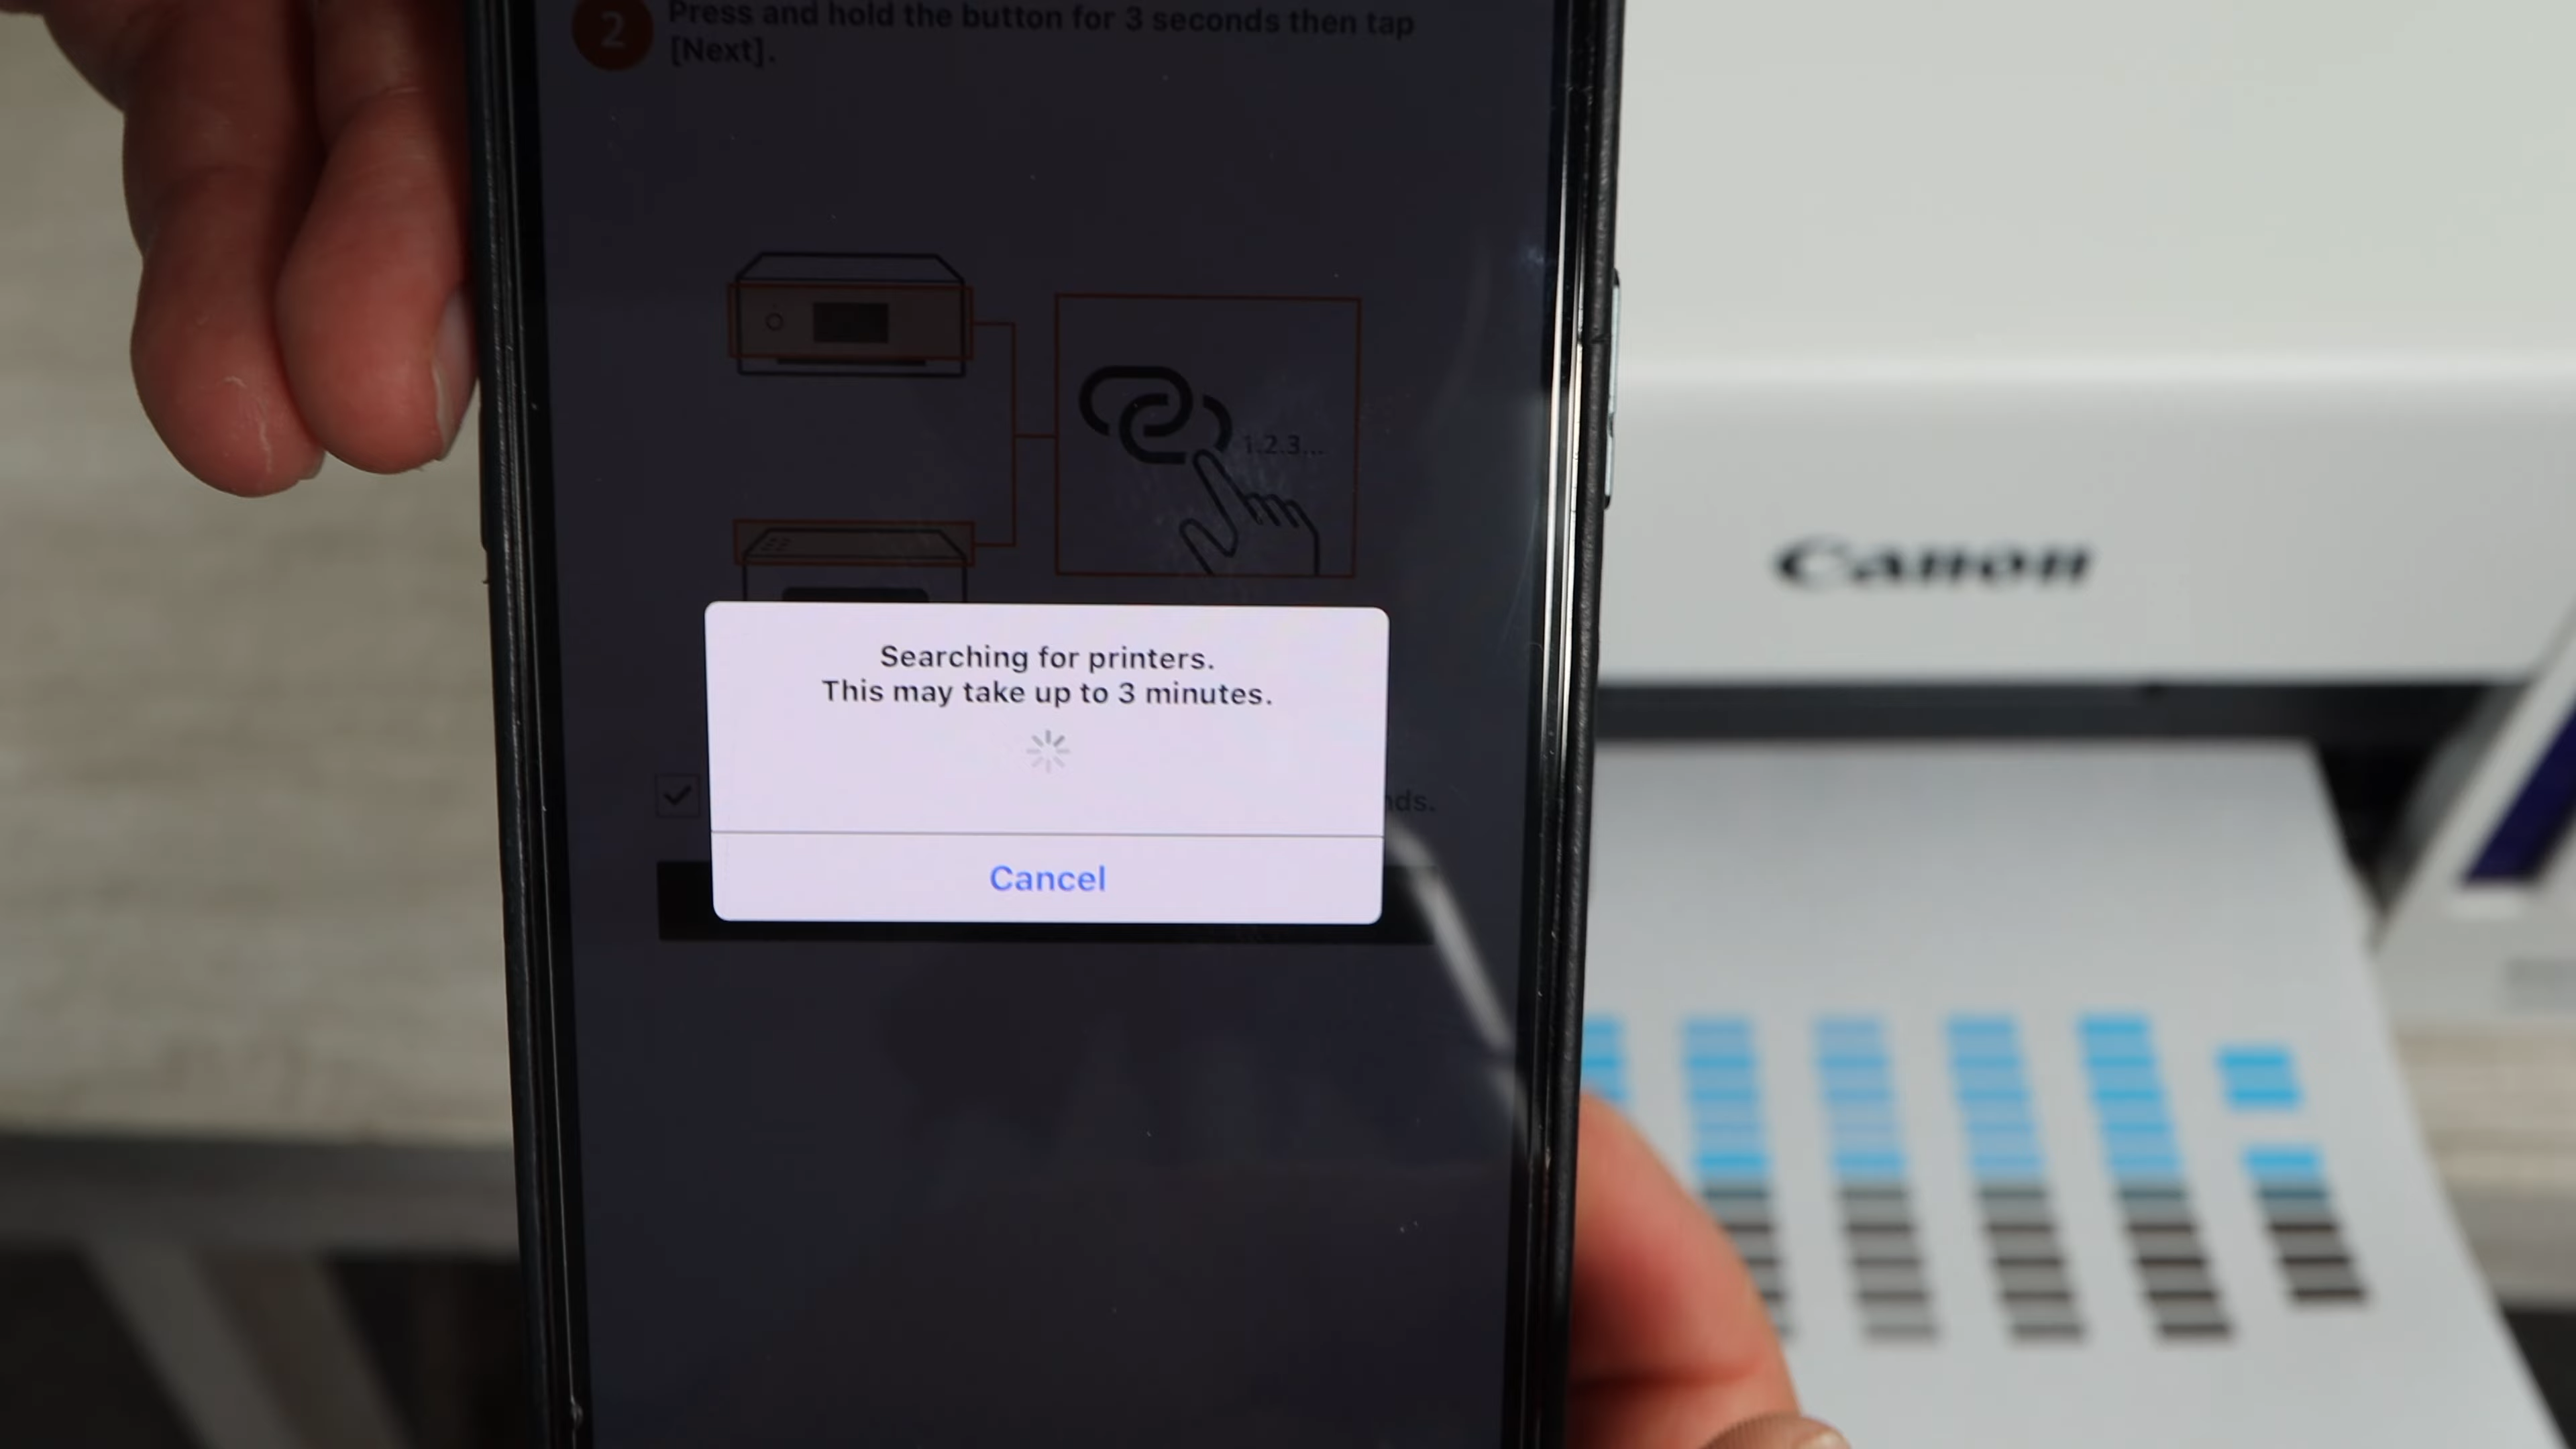 2
Press and hold the button for 3 seconds then tap
[Next].
1.2.3...
Canon
Searching for printers.
This may take up to 3 minutes.
nds.
Cancel